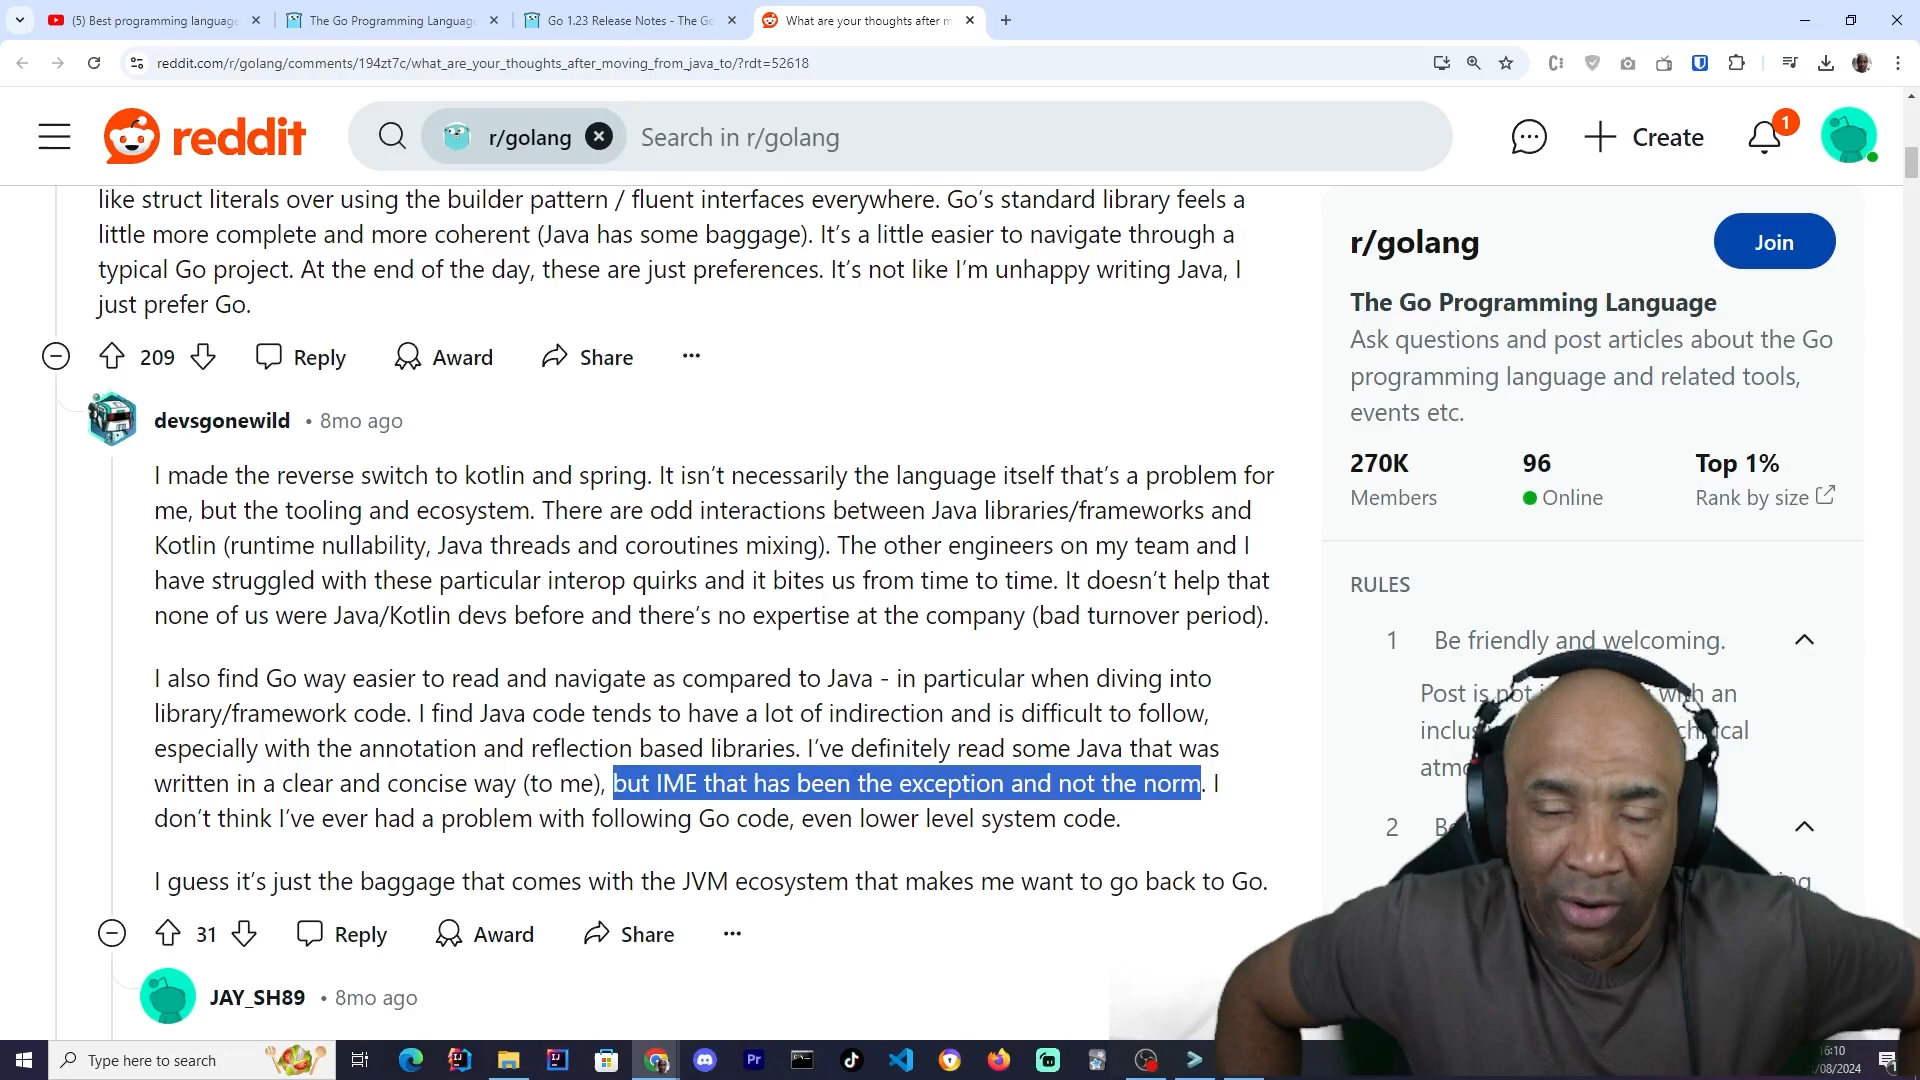 (5) Best programming language
The Go Programming Language
Go 1.23 Release Notes - The Go
What are your thoughts after m
reddit.com/r/golang/comments/194zt7c/what_are_your_thoughts_after_moving_from_java_to/?rdt=52618
reddit
r/golang
Search in r/golang
Create
1
like struct literals over using the builder pattern / fluent interfaces everywhere. Go’s standard library feels a
little more complete and more coherent (Java has some baggage). It’s a little easier to navigate through a
typical Go project. At the end of the day, these are just preferences. It’s not like I’m unhappy writing Java, I
just prefer Go.
209 Reply Award Share
devsgonewild • 8mo ago
I made the reverse switch to kotlin and spring. It isn’t necessarily the language itself that’s a problem for
me, but the tooling and ecosystem. There are odd interactions between Java libraries/frameworks and
Kotlin (runtime nullability, Java threads and coroutines mixing). The other engineers on my team and I
have struggled with these particular interop quirks and it bites us from time to time. It doesn’t help that
none of us were Java/Kotlin devs before and there’s no expertise at the company (bad turnover period).
I also find Go way easier to read and navigate as compared to Java - in particular when diving into
library/framework code. I find Java code tends to have a lot of indirection and is difficult to follow,
especially with the annotation and reflection based libraries. I’ve definitely read some Java that was
written in a clear and concise way (to me), but IME that has been the exception and not the norm. I
don’t think I’ve ever had a problem with following Go code, even lower level system code.
I guess it’s just the baggage that comes with the JVM ecosystem that makes me want to go back to Go.
31 Reply Award Share
JAY_SH89 • 8mo ago
r/golang
Join
The Go Programming Language
Ask questions and post articles about the Go
programming language and related tools,
events etc.
270K 96 Top 1%
Members Online Rank by size
RULES
1 Be friendly and welcoming.
Post is not with an
2
Type here to search
Pr
16:10
/08/2024